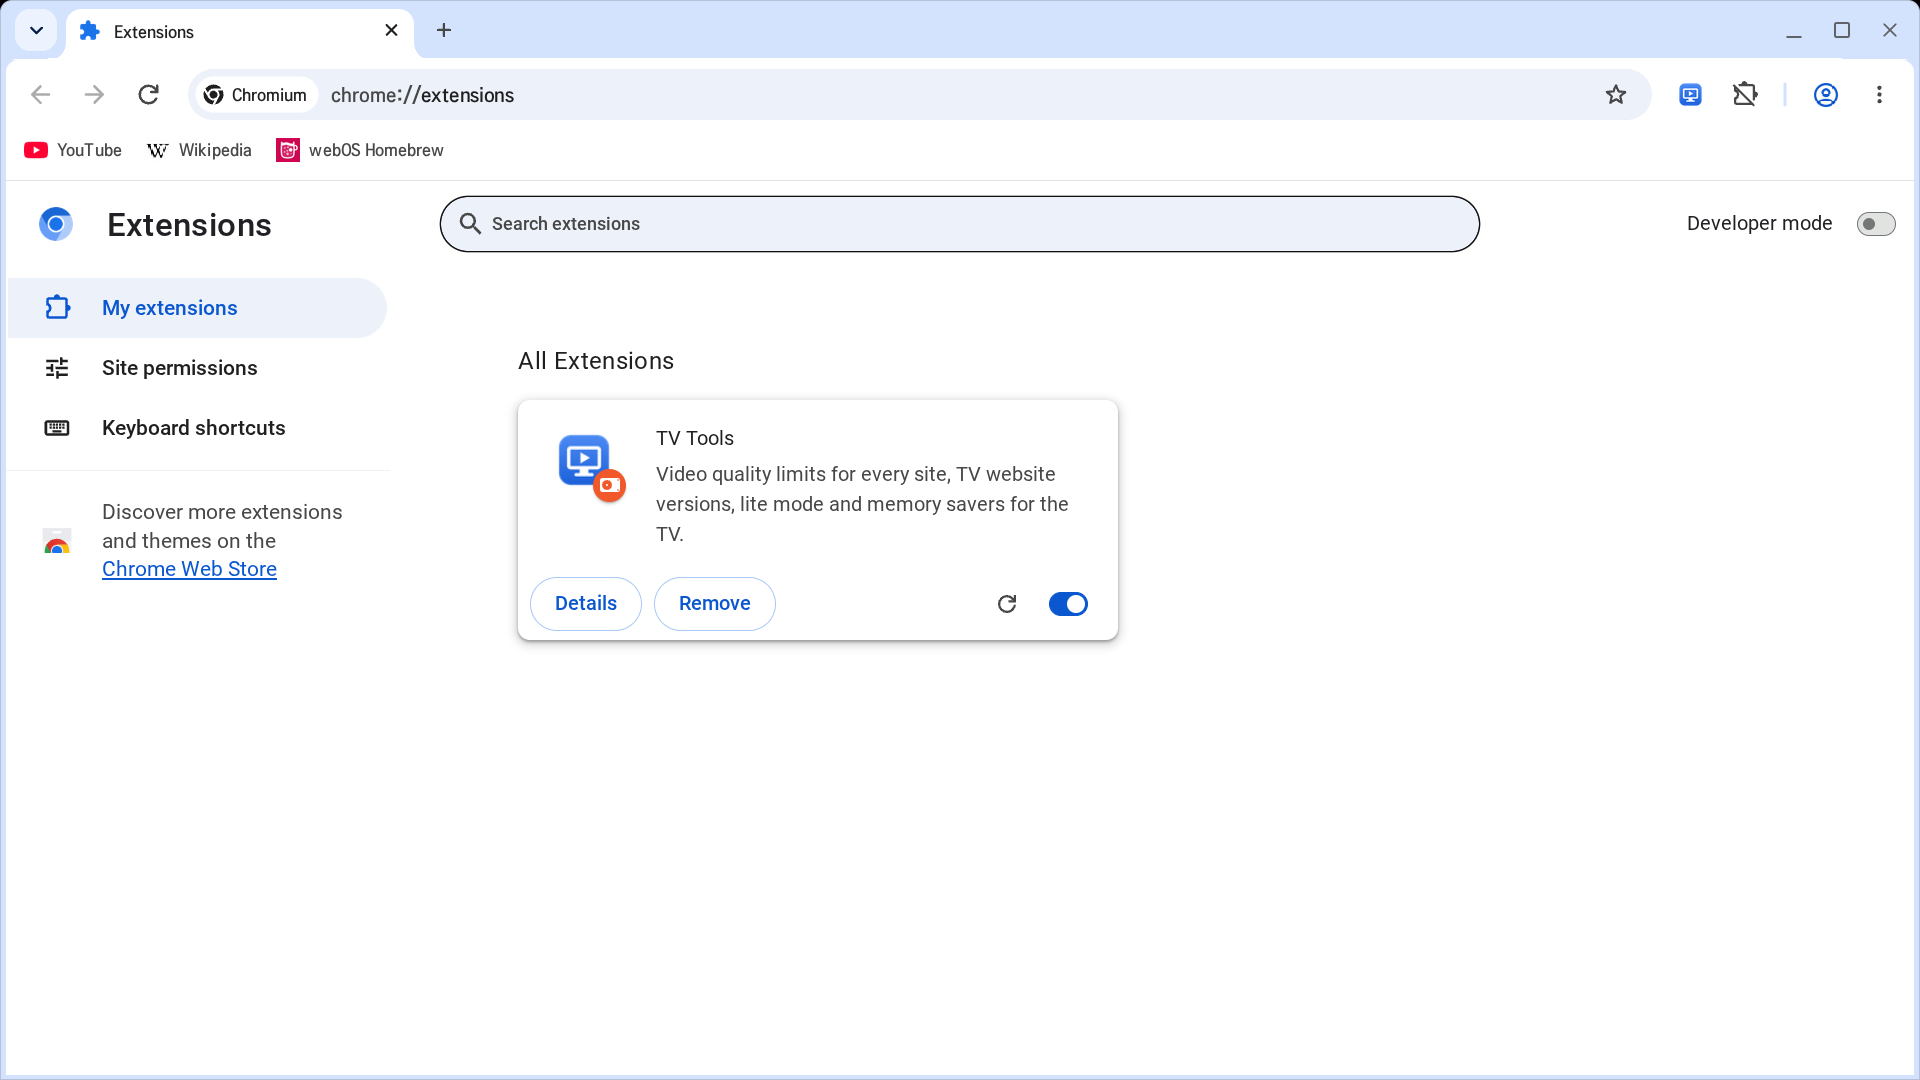 Extensions
Chromium
chrome://extensions
YouTube
Wikipedia
webOS Homebrew
Extensions
Search extensions
Developer mode
My extensions
Site permissions
Keyboard shortcuts
Discover more extensions
and themes on the
Chrome Web Store
All Extensions
TV Tools
Video quality limits for every site, TV website
versions, lite mode and memory savers for the
TV.
Details
Remove